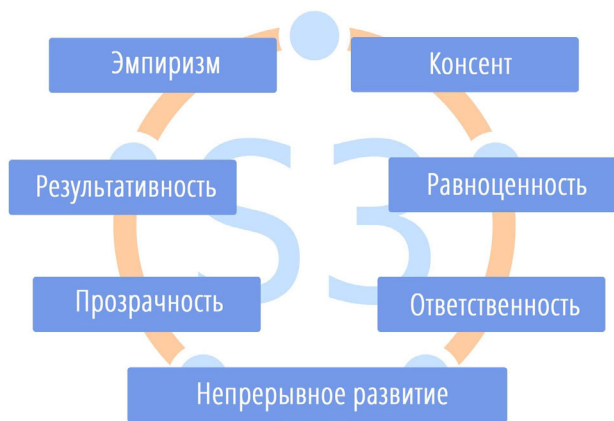 Эмпиризм
Консент
S3
Результативность
Равноценность
Прозрачность
Ответственность
Непрерывное развитие